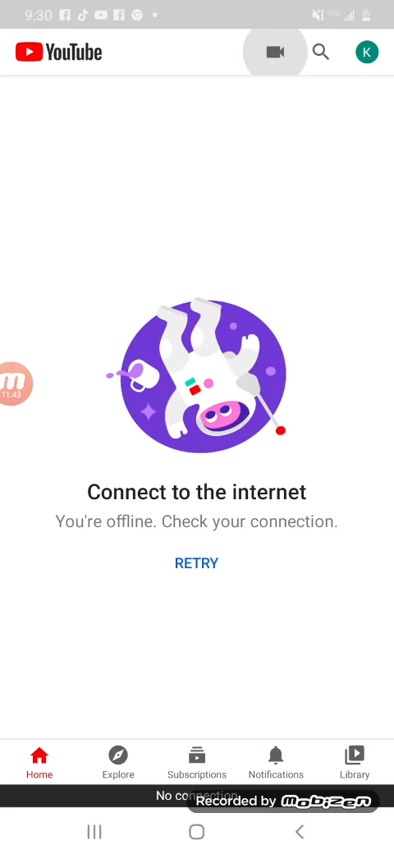 9:30
YouTube
K
11:43
Connect to the internet
You're offline. Check your connection.
RETRY
Home
Explore
Subscriptions
Notifications
Library
No connection
Recorded by mobizen